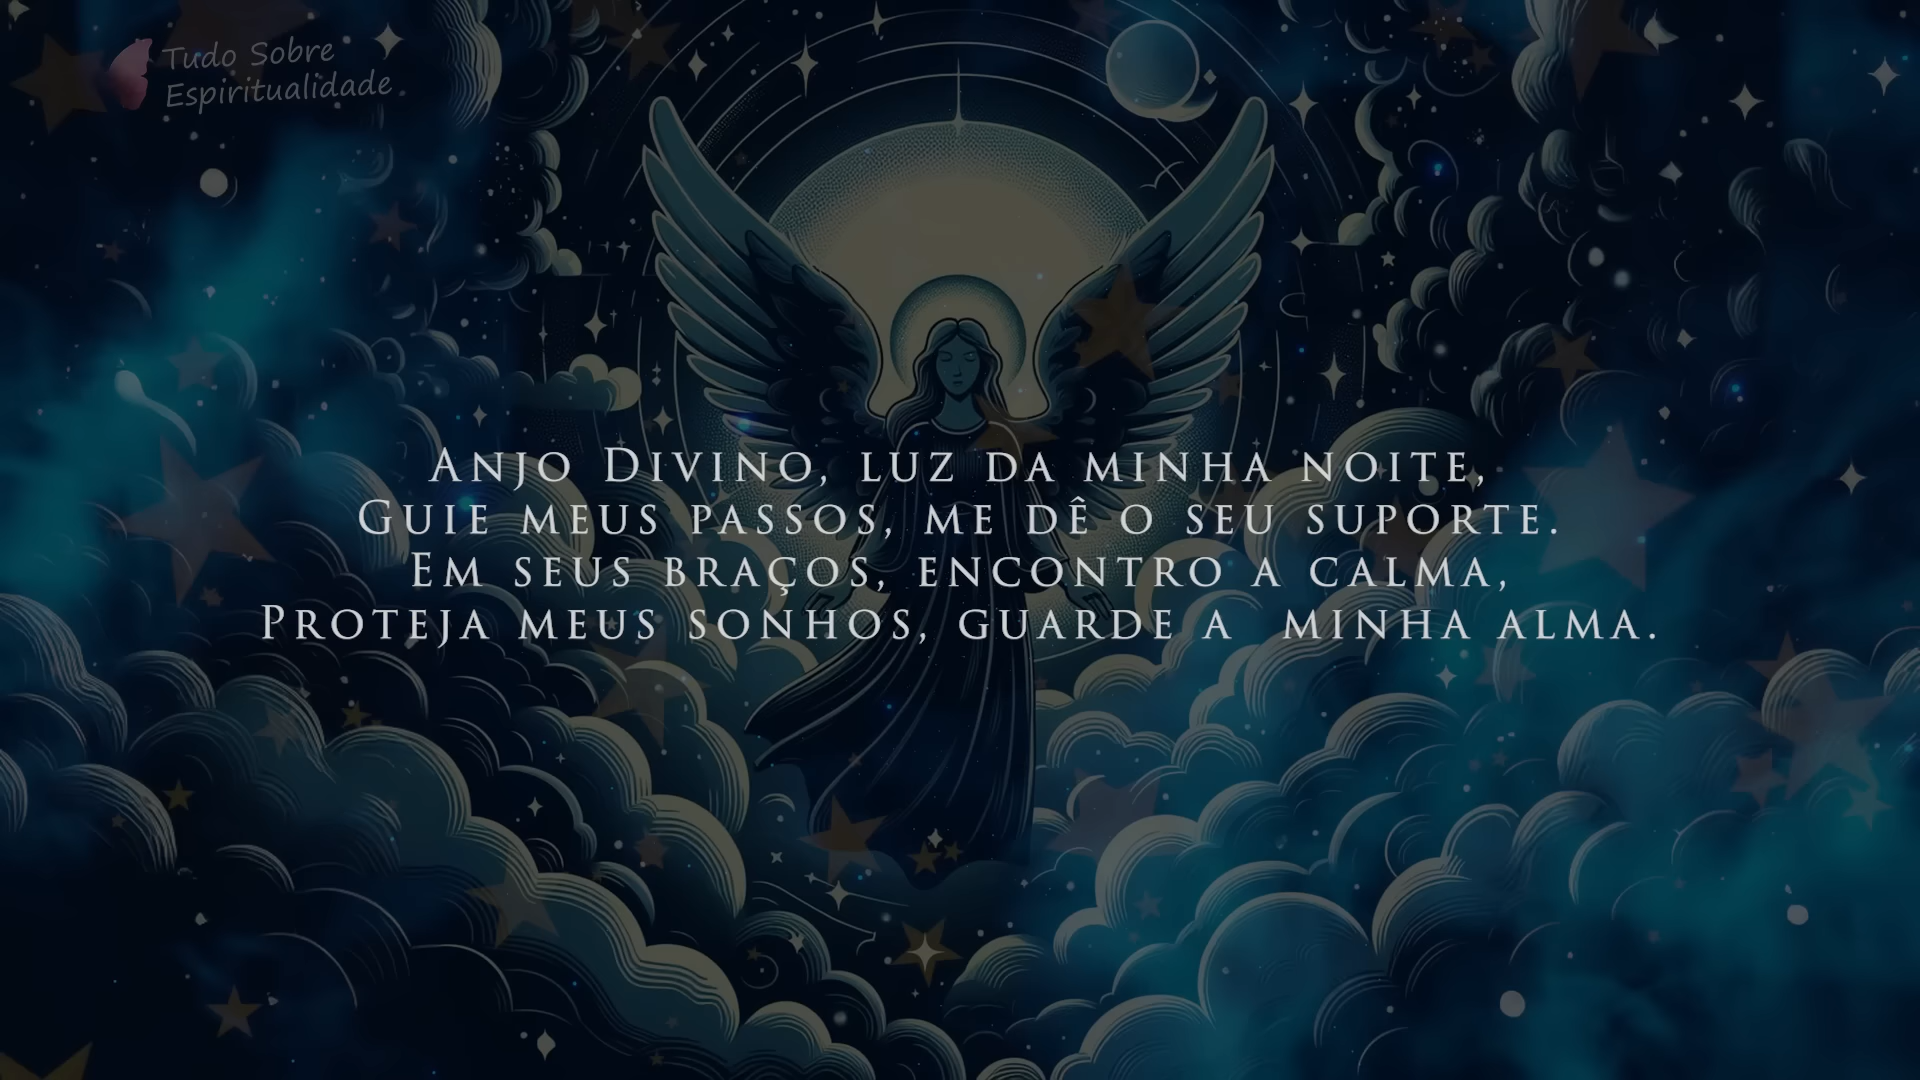 Tudo Sobre
Espiritualidade
Anjo Divino, luz da minha noite,
Guie meus passos, me dê o seu suporte.
Em seus braços, encontro a calma,
Proteja meus sonhos, guarde a  minha alma.